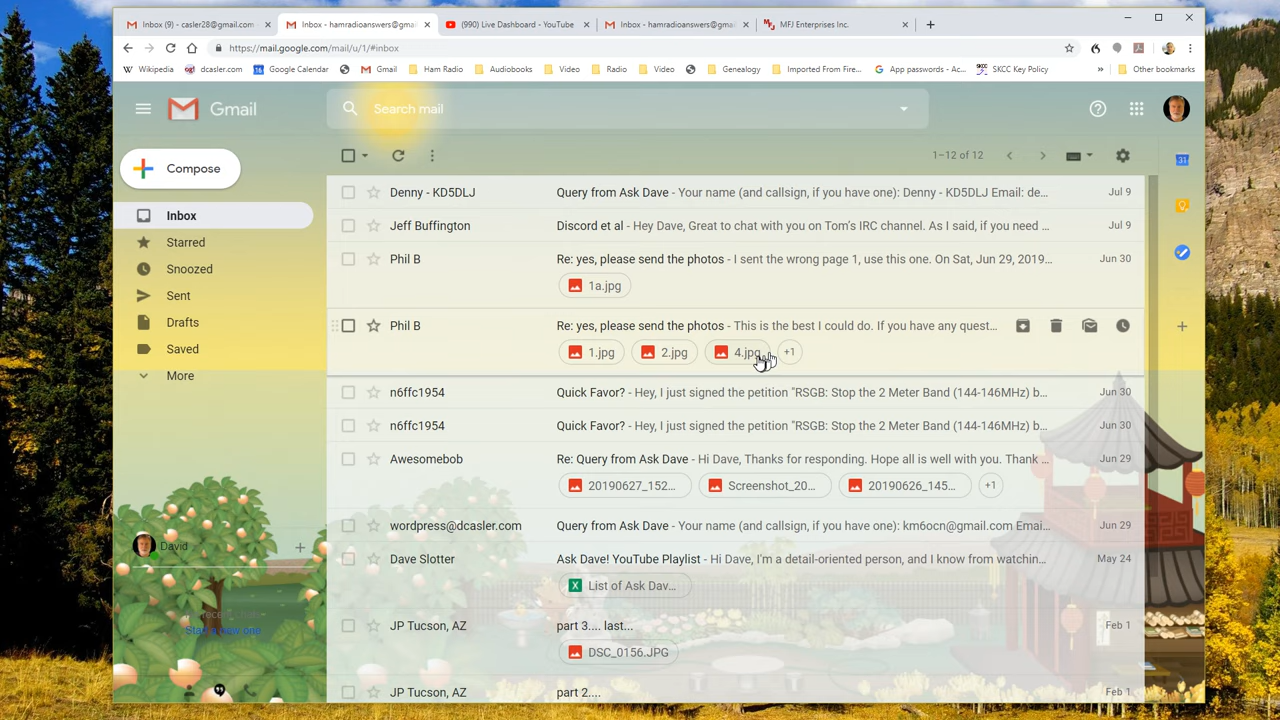 Inbox (9) - casler28@gmail.com
Inbox - hamradioanswers@gma
(990) Live Dashboard - YouTube
Inbox - hamradioanswers@gmail
MFJ Enterprises Inc.
https://mail.google.com/mail/u/1/#inbox
Wikipedia dcasler.com Google Calendar Gmail Ham Radio Audiobooks Video Radio Video Genealogy Imported From Fire... App passwords - Ac... SKCC Key Policy » Other bookmarks
Gmail
Search mail
Compose
1–12 of 12
Inbox
Starred
Snoozed
Sent
Drafts
Saved
More
David
Start a new one
Denny - KD5DLJ Query from Ask Dave - Your name (and callsign, if you have one): Denny - KD5DLJ Email: de... Jul 9
Jeff Buffington Discord et al - Hey Dave, Great to chat with you on Tom's IRC channel. As I said, if you need ... Jul 9
Phil B Re: yes, please send the photos - I sent the wrong page 1, use this one. On Sat, Jun 29, 2019... Jun 30
1a.jpg
Phil B Re: yes, please send the photos - This is the best I could do. If you have any quest...
1.jpg 2.jpg 4.jpg +1
n6ffc1954 Quick Favor? - Hey, I just signed the petition "RSGB: Stop the 2 Meter Band (144-146MHz) b... Jun 30
n6ffc1954 Quick Favor? - Hey, I just signed the petition "RSGB: Stop the 2 Meter Band (144-146MHz) b... Jun 30
Awesomebob Re: Query from Ask Dave - Hi Dave, Thanks for responding. Hope all is well with you. Thank ... Jun 29
20190627_152... Screenshot_20... 20190626_145... +1
wordpress@dcasler.com Query from Ask Dave - Your name (and callsign, if you have one): km6ocn@gmail.com Emai... Jun 29
Dave Slotter Ask Dave! YouTube Playlist - Hi Dave, I'm a detail-oriented person, and I know from watchin... May 24
List of Ask Dav...
JP Tucson, AZ part 3.... last... Feb 1
DSC_0156.JPG
JP Tucson, AZ part 2.... Feb 1